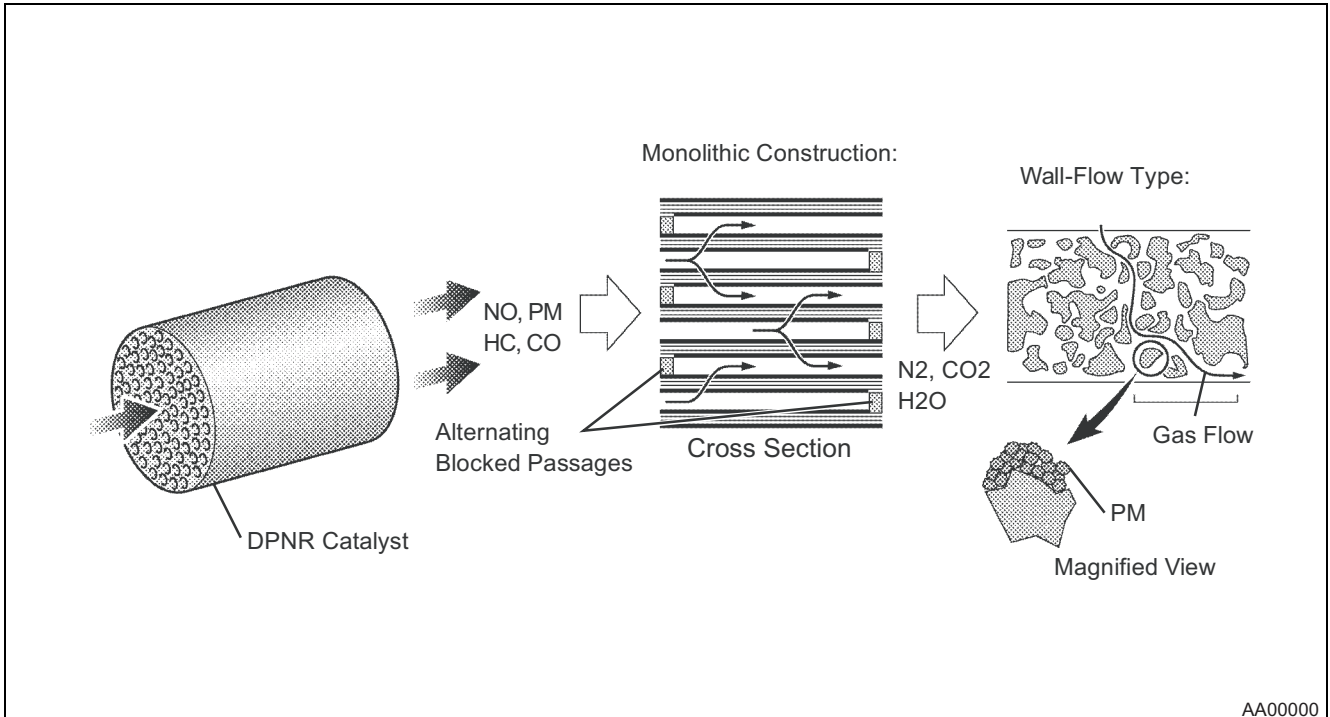 Monolithic Construction:
Wall-Flow Type:
NO, PM
HC, CO
N2, CO2
H2O
Alternating
Blocked Passages
Cross Section
Gas Flow
DPNR Catalyst
PM
Magnified View
AA00000